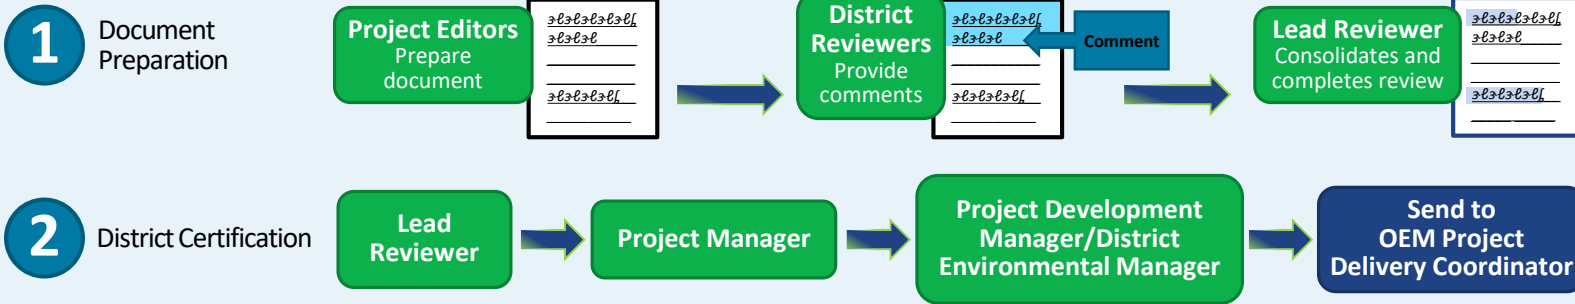 1
Document
Preparation
Project Editors
Prepare
document
District
Reviewers
Provide
comments
Comment
Lead Reviewer
Consolidates and
completes review
2
District Certification
Lead
Reviewer
Project Manager
Project Development
Manager/District
Environmental Manager
Send to
OEM Project
Delivery Coordinator